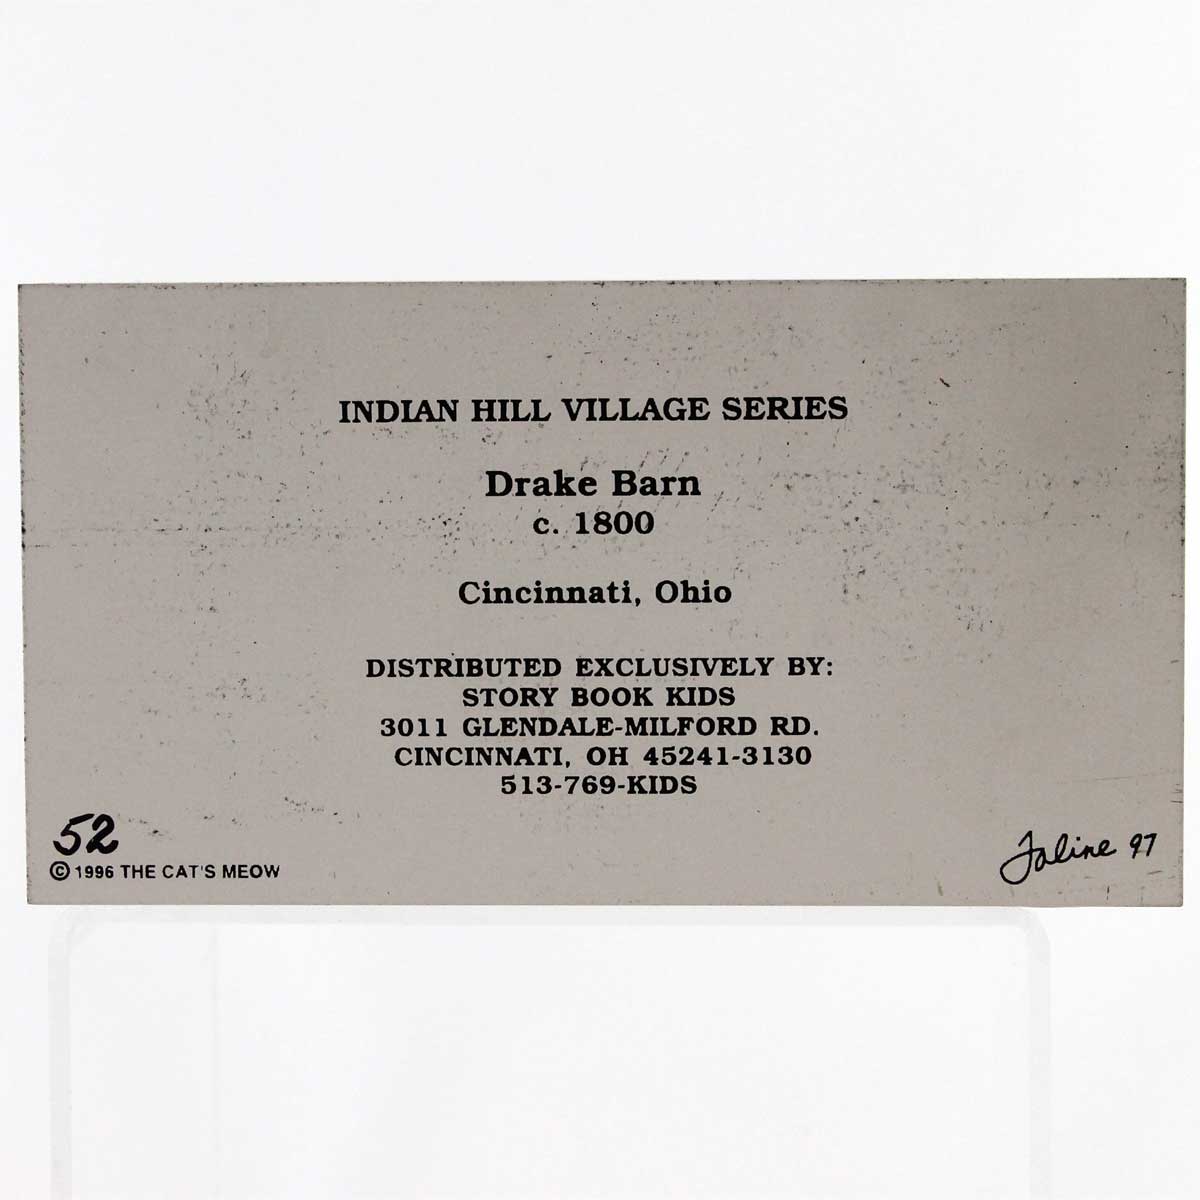 INDIAN HILL VILLAGE SERIES
Drake Barn
c. 1800
Cincinnati, Ohio
DISTRIBUTED EXCLUSIVELY BY:
STORY BOOK KIDS
3011 GLENDALE-MILFORD RD.
CINCINNATI, OH 45241-3130
513-769-KIDS
52
© 1996 THE CAT'S MEOW
Faline 97